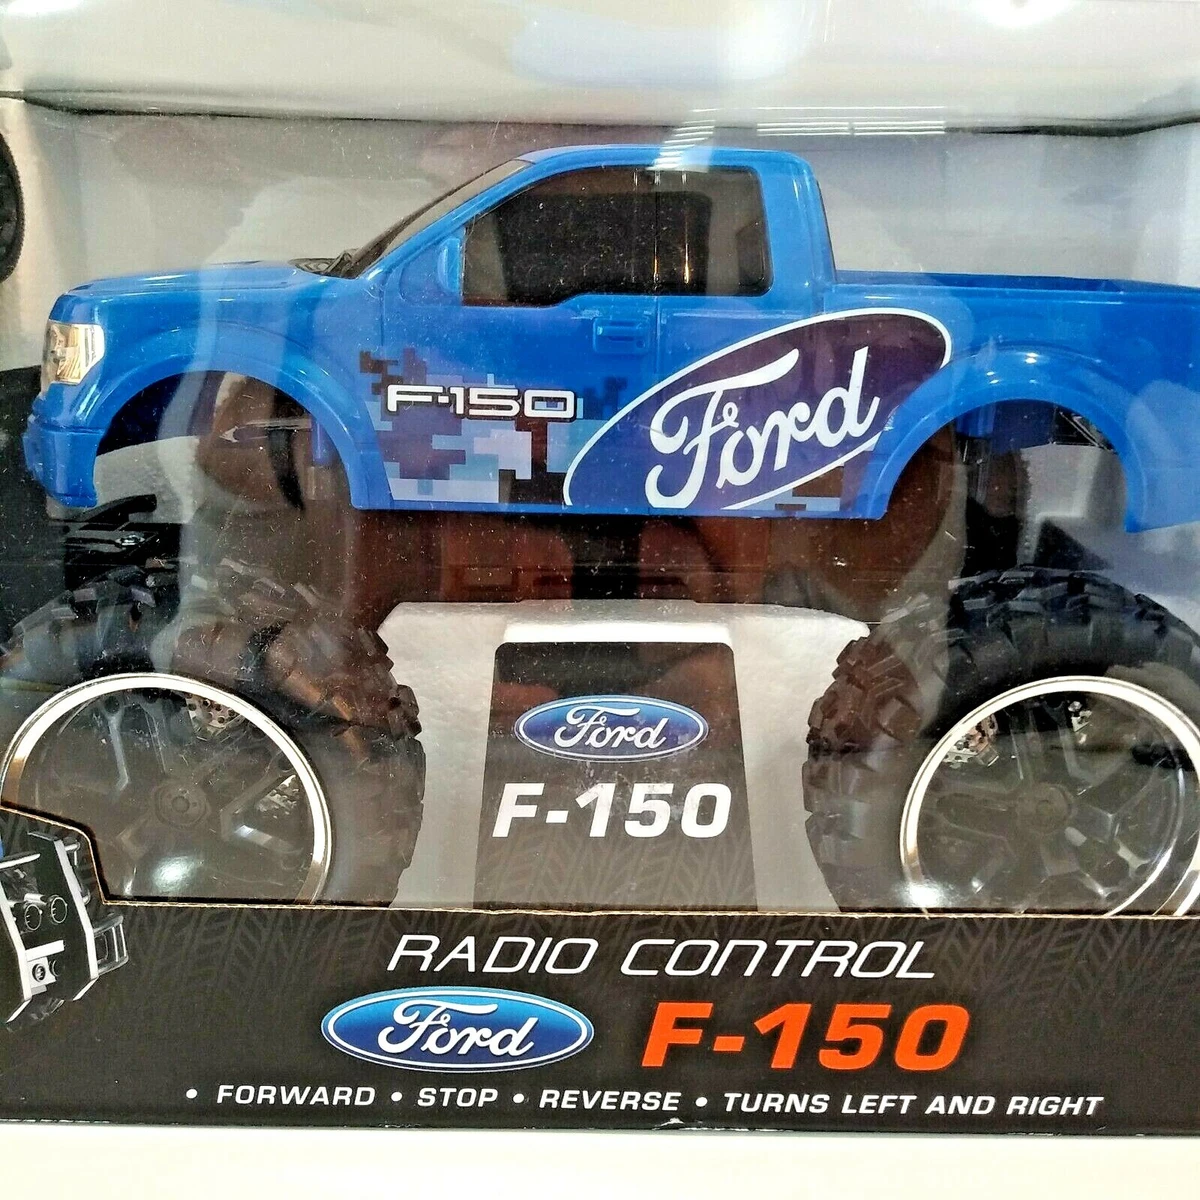 F-150
Ford
Ford
F-150
RADIO CONTROL
Ford F-150
• FORWARD • STOP • REVERSE • TURNS LEFT AND RIGHT